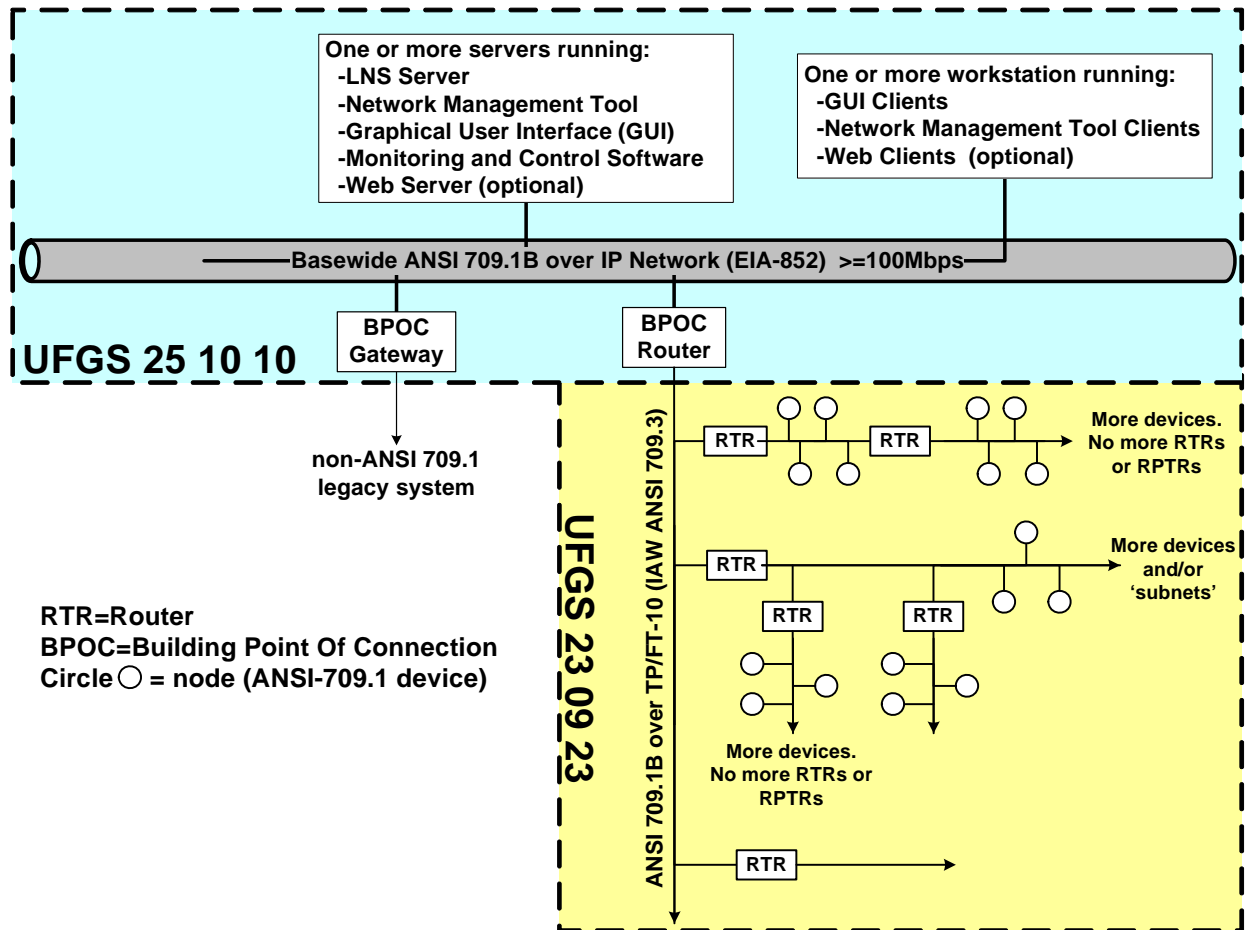 One or more servers running:
-LNS Server
-Network Management Tool
-Graphical User Interface (GUI)
-Monitoring and Control Software
-Web Server (optional)
One or more workstation running:
-GUI Clients
-Network Management Tool Clients
-Web Clients (optional)
Basewide ANSI 709.1B over IP Network (EIA-852) >=100Mbps
BPOC
Gateway
BPOC
Router
UFGS 25 10 10
non-ANSI 709.1
legacy system
UFGS 23 09 23
ANSI 709.1B over TP/FT-10 (IAW ANSI 709.3)
RTR
RTR
More devices.
No more RTRs
or RPTRs
RTR
More devices
and/or
‘subnets’
RTR
RTR
More devices.
No more RTRs or
RPTRs
RTR
RTR=Router
BPOC=Building Point Of Connection
Circle = node (ANSI-709.1 device)